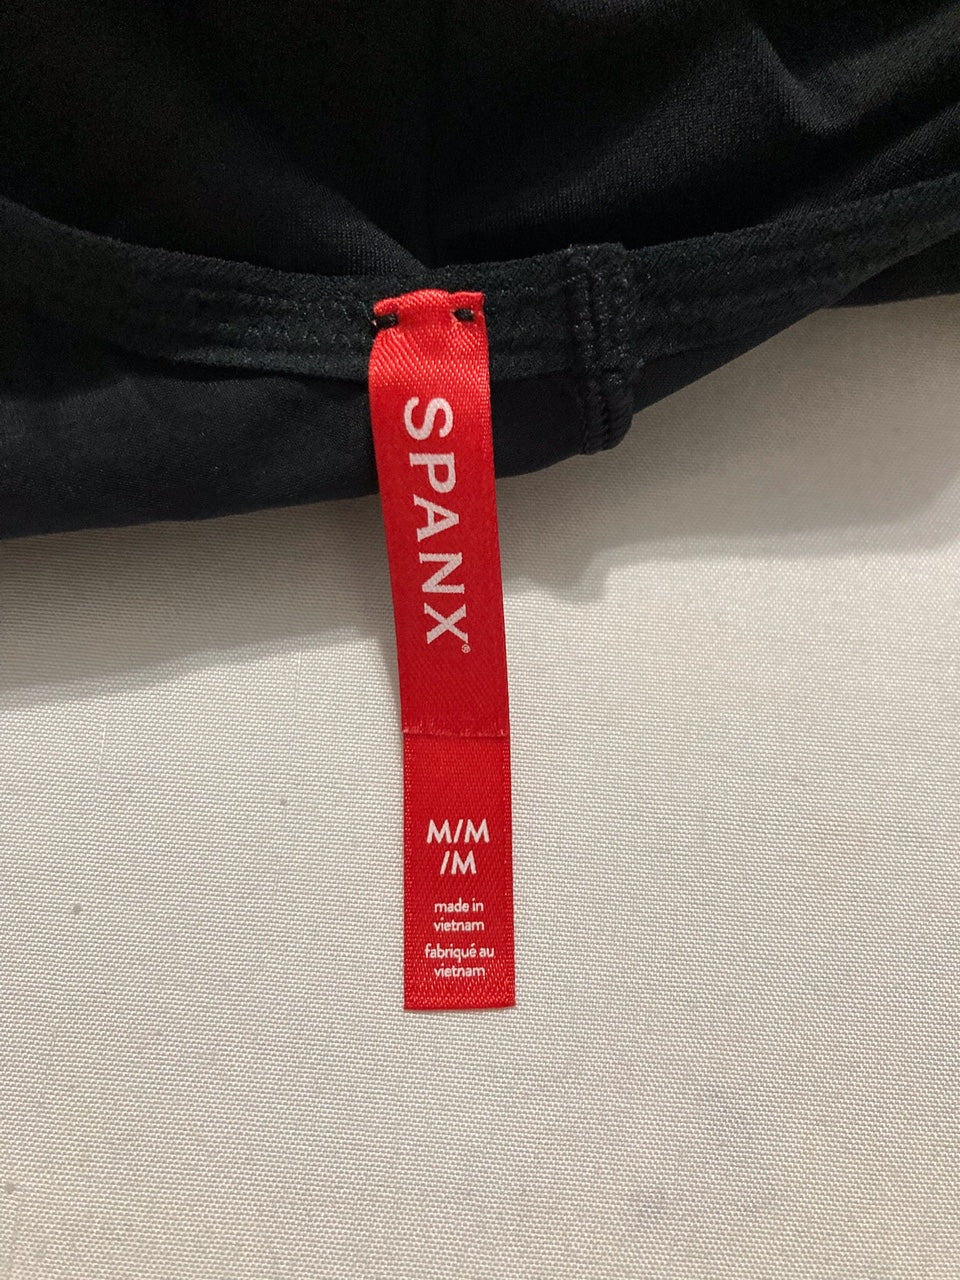 SPANX®
M/M
/M
made in
vietnam
fabriqué au
vietnam